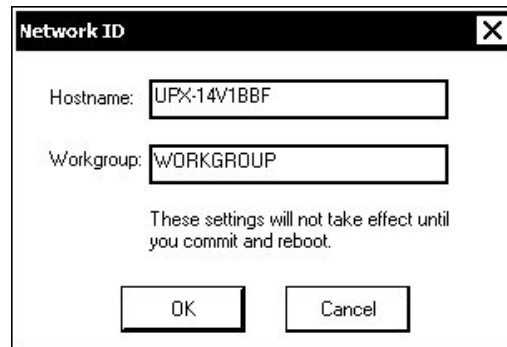 Network ID
Hostname: UPX-14V1BBF
Workgroup: WORKGROUP
These settings will not take effect until
you commit and reboot.
OK Cancel